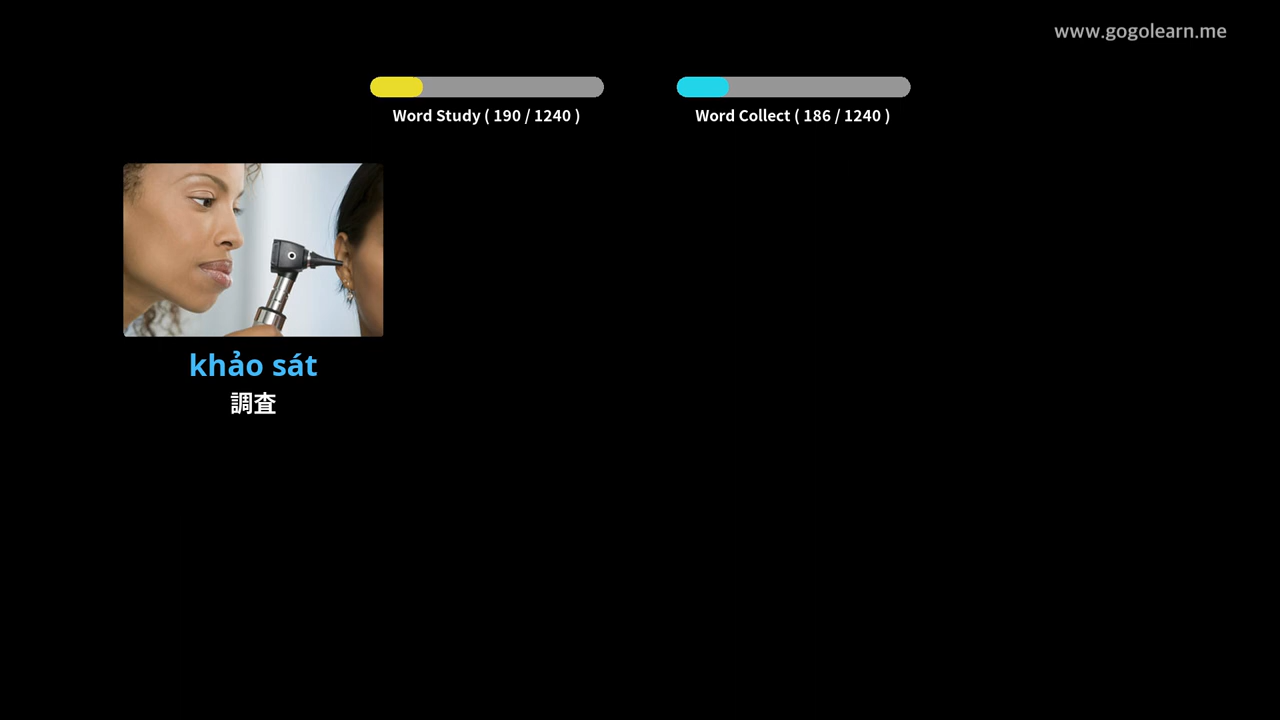 www.gogolearn.me
Word Study ( 190 / 1240 )
Word Collect ( 186 / 1240 )
khảo sát
調査